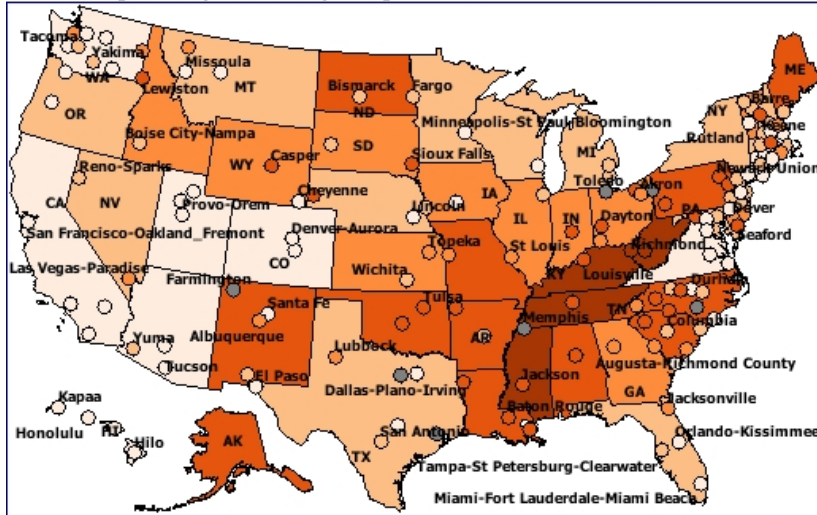 Tacoma
Yakima
WA
Missoula
MT
Lewiston
Bismarck
ND
Fargo
ME
OR
Boise City-Nampa
Minneapolis-St Paul-Bloomington
NY
Barre
Keene
Rutland
WY
Casper
SD
Sioux Falls
MI
Newark-Union
Reno-Sparks
Cheyenne
Toledo
Akron
CA
NV
Provo-Orem
Lincoln
IA
PA
Dover
San Francisco-Oakland_Fremont
Denver-Aurora
IL
IN
Dayton
Seaford
Las Vegas-Paradise
CO
Topeka
St Louis
Richmond
Farmington
Wichita
KY
Louisville
Durham
Santa Fe
Tulsa
TN
Yuma
Albuquerque
Memphis
Columbia
Lubbock
AR
Tucson
El Paso
Dallas-Plano-Irving
Jackson
Augusta-Richmond County
Kapaa
GA
Jacksonville
Baton Rouge
Honolulu
HI
Hilo
AK
San Antonio
Orlando-Kissimmee
TX
Tampa-St Petersburg-Clearwater
Miami-Fort Lauderdale-Miami Beach